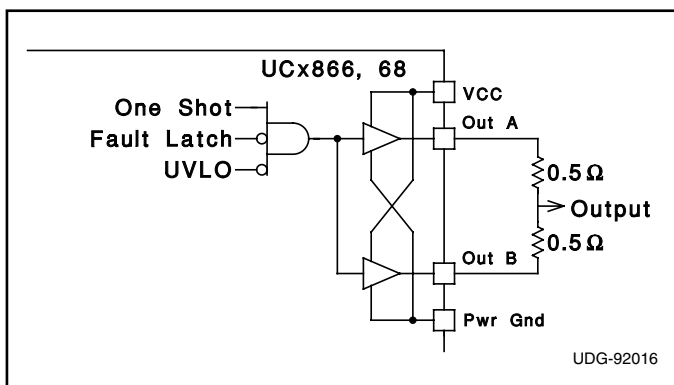 UCx866, 68
VCC
One Shot
Out A
Fault Latch
0.5Ω
UVLO
Output
0.5Ω
Out B
Pwr Gnd
UDG-92016